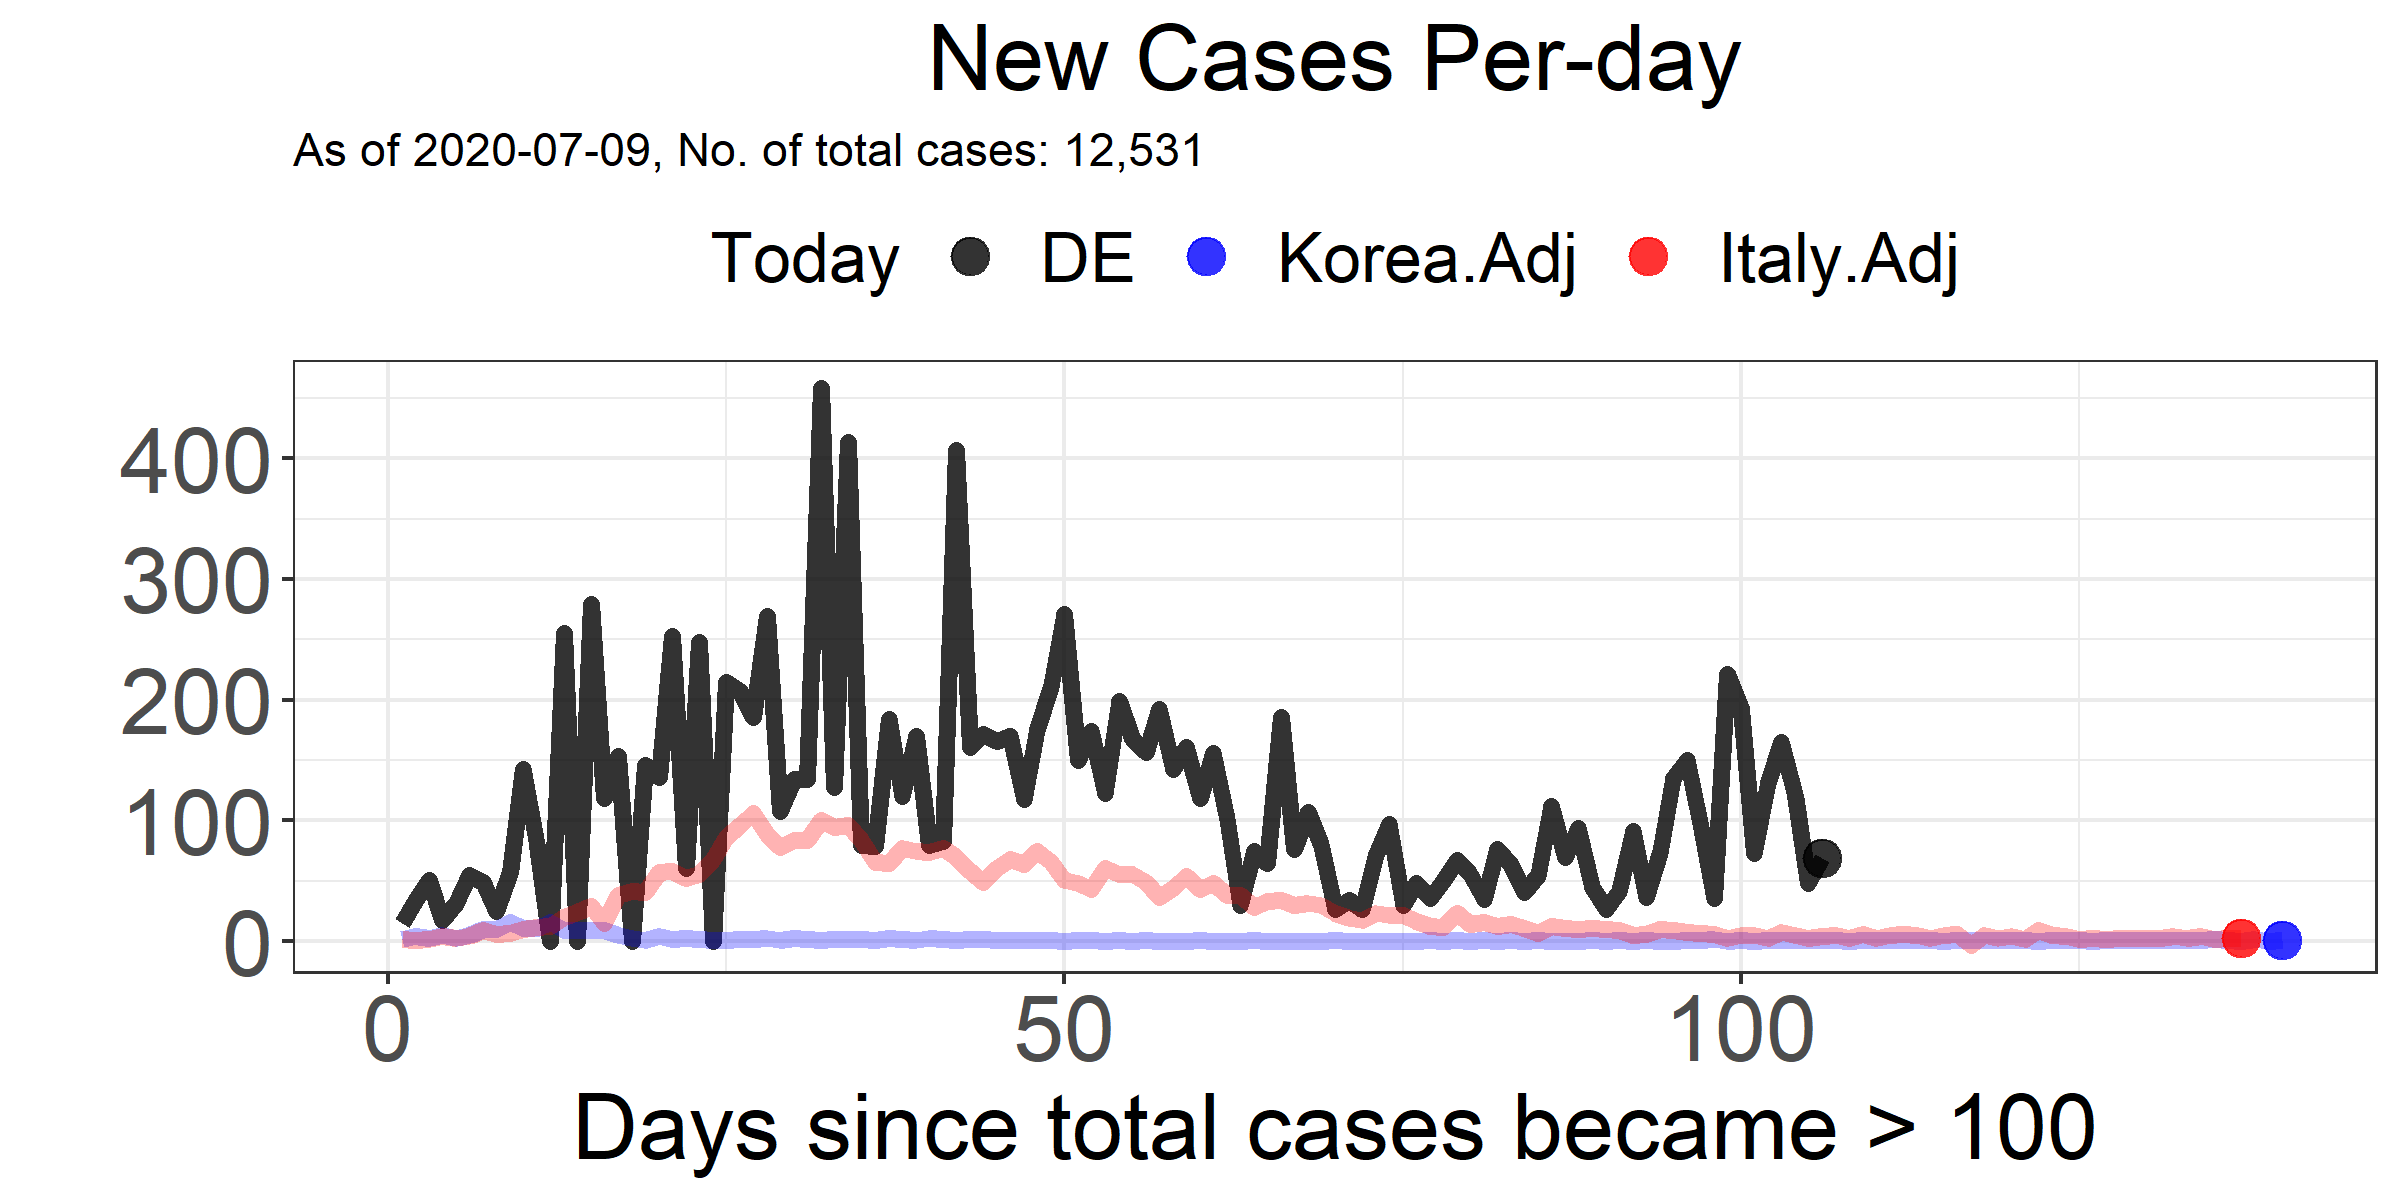 New Cases Per-day
As of 2020-07-09, No. of total cases: 12,531
Today DE Korea.Adj Italy.Adj
400
300
200
100
0
0 50 100
Days since total cases became > 100